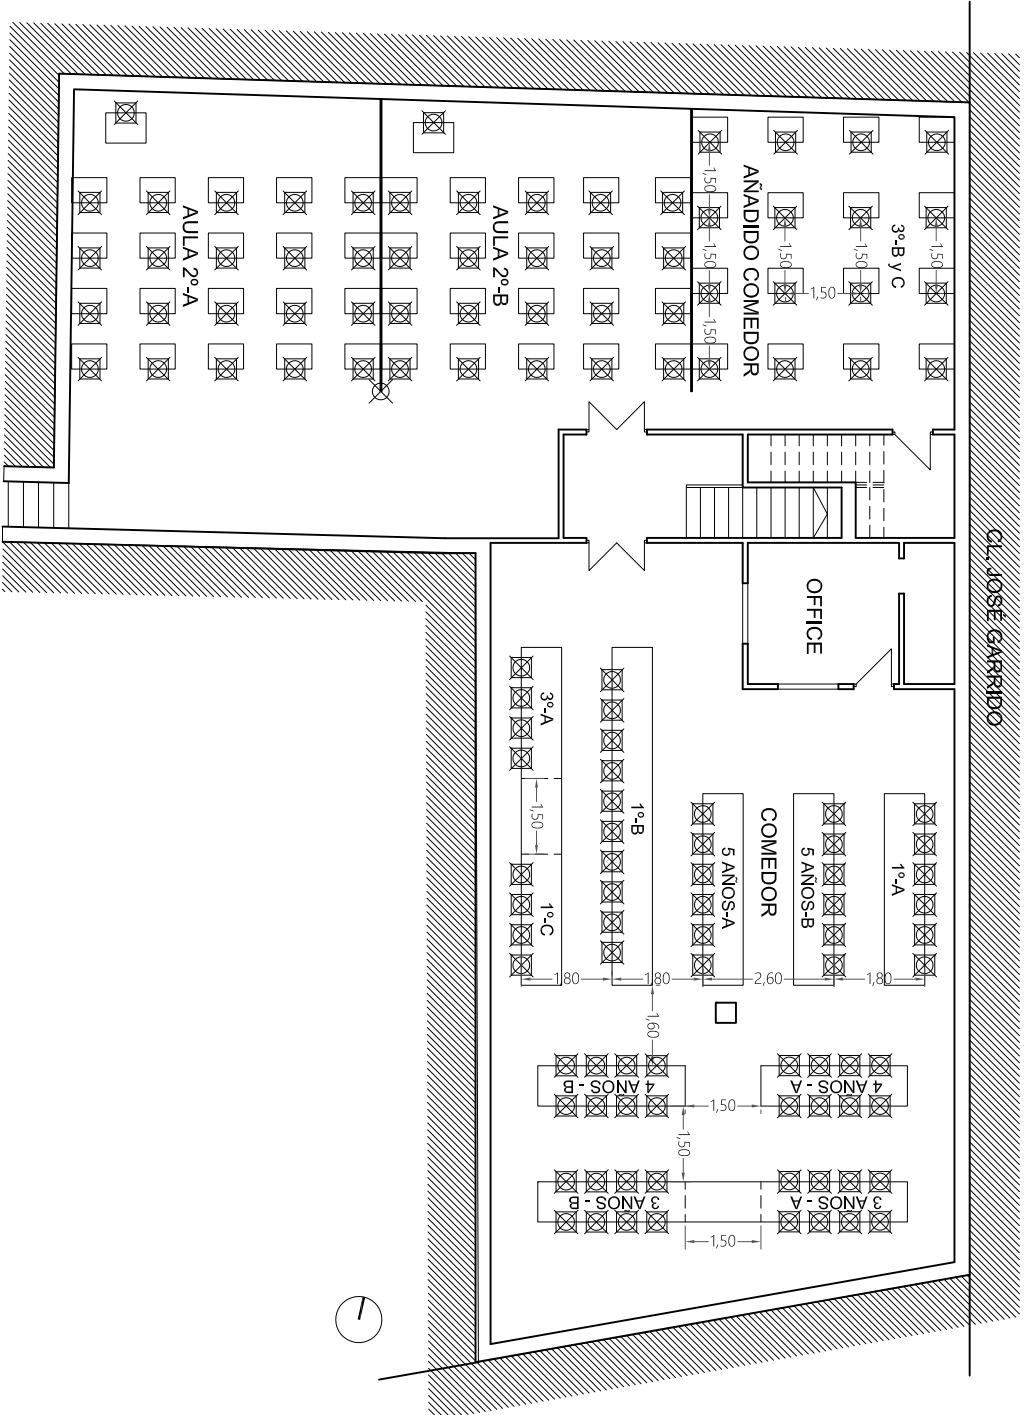 CL. JOSÉ GARRIDO
3º-B y C
AÑADIDO COMEDOR
1,50
1,50
1,50
1,50
1,50
1,50
1,50
AULA 2º-B
AULA 2º-A
OFFICE
COMEDOR
1º-A
5 AÑOS-B
5 AÑOS-A
1º-B
3º-A
1,50
1º-C
1,80
1,80
2,60
1,80
1,60
4 AÑOS - A
4 AÑOS - B
1,50
1,50
3 AÑOS - A
3 AÑOS - B
1,50